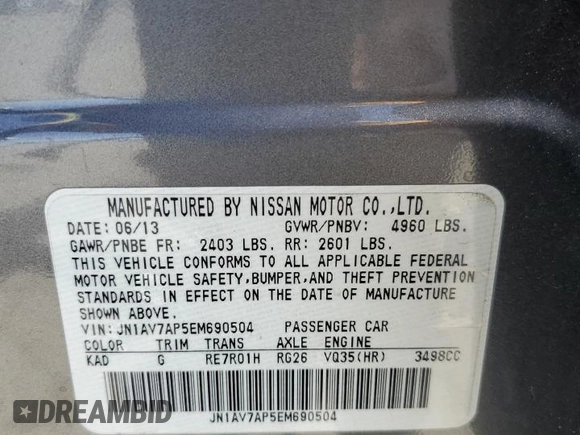 MANUFACTURED BY NISSAN MOTOR CO.,LTD.
DATE: 06/13 GVWR/PNBV: 4960 LBS.
GAWR/PNBE FR: 2403 LBS. RR: 2601 LBS.
THIS VEHICLE CONFORMS TO ALL APPLICABLE FEDERAL
MOTOR VEHICLE SAFETY,BUMPER,AND THEFT PREVENTION
STANDARDS IN EFFECT ON THE DATE OF MANUFACTURE
SHOWN ABOVE.
VIN: JN1AV7AP5EM690504 PASSENGER CAR
COLOR TRIM TRANS AXLE ENGINE
KAD G RE7R01H RG26 VQ35(HR) 3498CC
JN1AV7AP5EM690504
DREAMBID